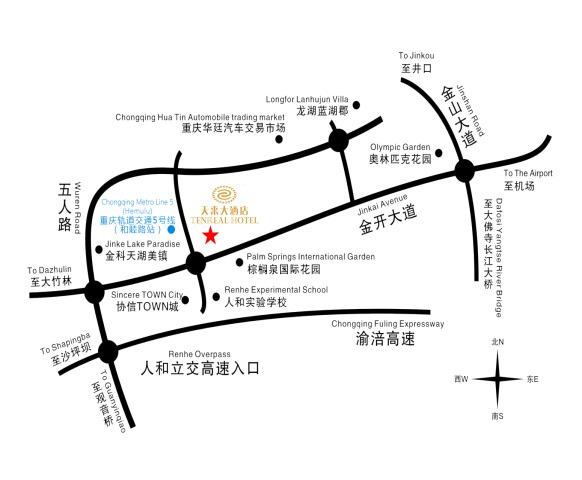 To Jinkou
至井口
Longfor Lanhujun Villa
龙湖蓝湖郡
金山大道
Jinshan Road
Chongqing Hua Tin Automobile trading market
重庆华廷汽车交易市场
Olympic Garden
奥林匹克花园
To The Airport
至机场
五人路
Wuren Road
Chongqing Metro Line 5
(Hemulu)
重庆轨道交通5号线
(和睦路站)
天来大酒店
TENREAL HOTEL
Jinkai Avenue
金开大道
至大佛寺长江大桥
Dafosi Yangtse River Bridge
Jinke Lake Paradise
金科天湖美镇
Palm Springs International Garden
棕榈泉国际花园
To Dazhulin
至大竹林
Sincere TOWN City
协信TOWN城
Renhe Experimental School
人和实验学校
Chongqing Fuling Expressway
渝涪高速
To Shapingba
至沙坪坝
Renhe Overpass
人和立交高速入口
至观音桥
To Guanyinqiao
北N
西W
东E
南S